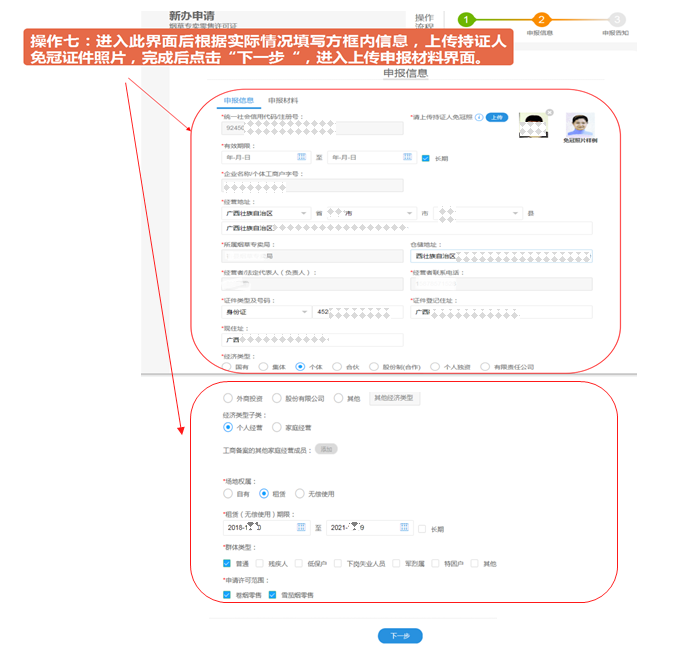 新办申请
烟草专卖零售许可证
操作
流程
1
2
3
申报信息
申报告知
操作七：进入此界面后根据实际情况填写方框内信息，上传持证人
免冠证件照片，完成后点击“下一步“，进入上传申报材料界面。
申报信息
申报信息 申报材料
*统一社会信用代码/注册号：
*请上传持证人免冠照 上传
92450
免冠照片样例
*有效期限：
年-月-日 至 年-月-日 长期
*企业名称/个体工商户字号：
*经营地址：
广西壮族自治区 省 市 市 县
广西壮族自治区
*所属烟草专卖局： 仓储地址：
局 西壮族自治区
*经营者/法定代表人（负责人）： *经营者联系电话：
*证件类型及号码： *证件登记住址：
身份证 452 广西
*现住址：
广西
*经济类型：
国有 集体 个体 合伙 股份制(合作) 个人独资 有限责任公司
外商投资 股份有限公司 其他 其他经济类型
经济类型子类：
个人经营 家庭经营
工商备案的其他家庭经营成员： 添加
*场地权属：
自有 租赁 无偿使用
*租赁（无偿使用）期限：
2018-1 0 至 2021- 9 长期
*群体类型：
普通 残疾人 低保户 下岗失业人员 军烈属 特困户 其他
*申请许可范围：
卷烟零售 雪茄烟零售
下一步